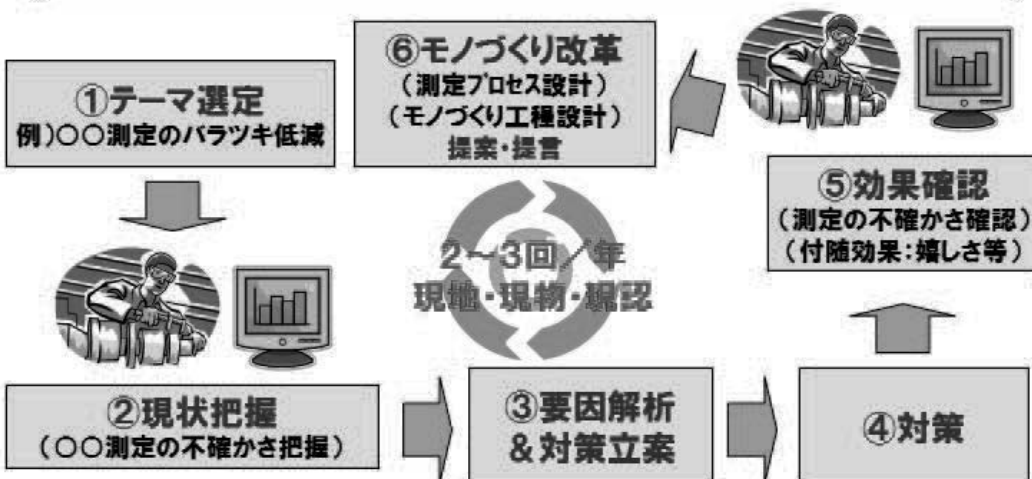 ①テーマ選定
例)〇〇測定のバラツキ低減
②現状把握
(〇〇測定の不確かさ把握)
③要因解析
&対策立案
④対策
⑤効果確認
(測定の不確かさ確認)
(付随効果:嬉しさ等)
⑥モノづくり改革
(測定プロセス設計)
(モノづくり工程設計)
提案・提言
2~3回/年
現地・現物・現認